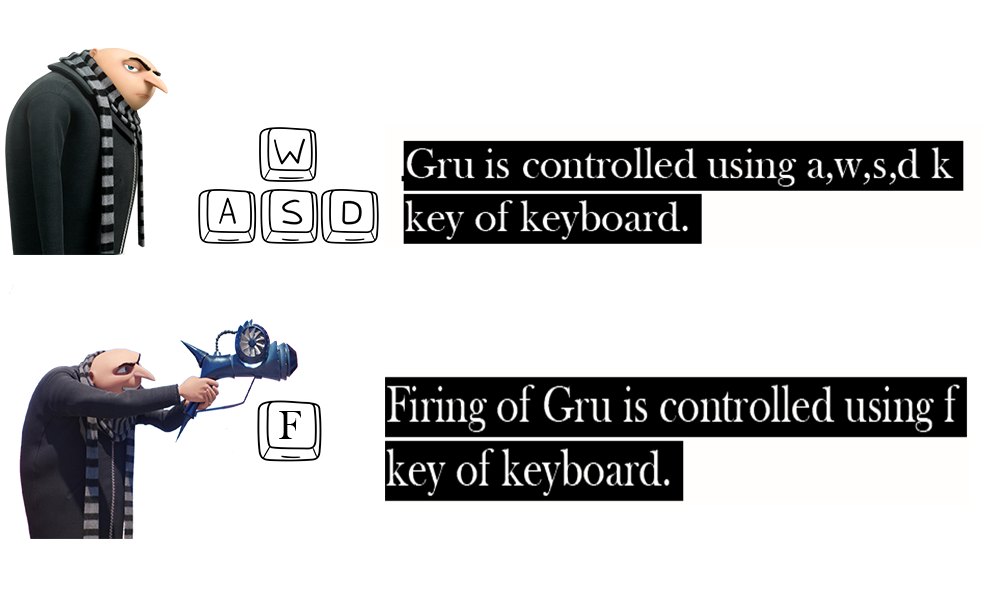 W
A S D
Gru is controlled using a,w,s,d k
key of keyboard.
F
Firing of Gru is controlled using f
key of keyboard.